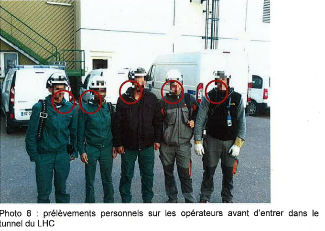 Photo 8 : prélèvements personnels sur les opérateurs avant d'entrer dans le
tunnel du LHC